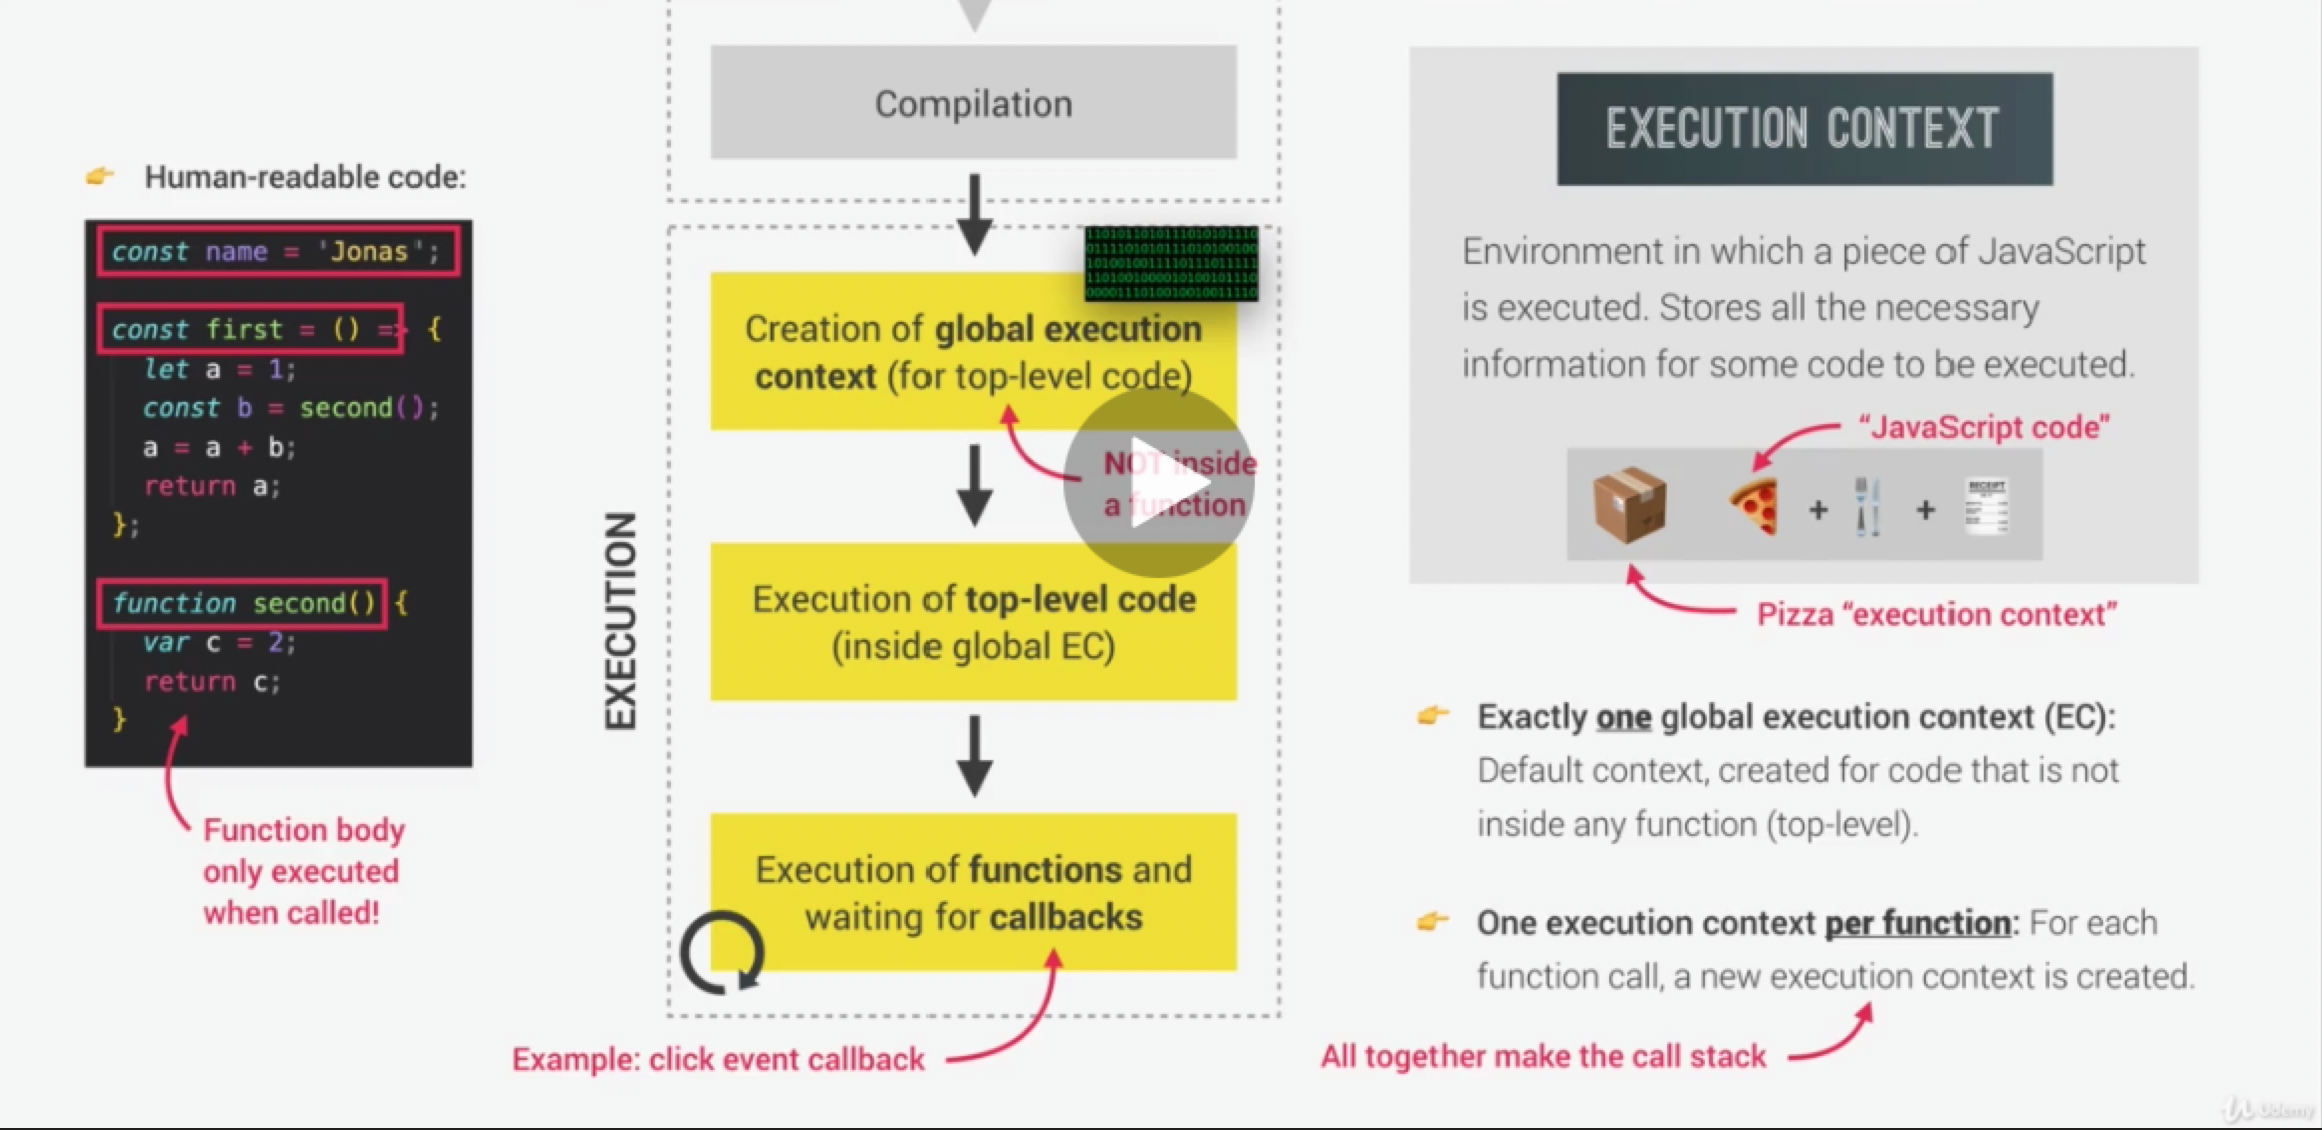 Compilation
👉 Human-readable code:
const name = 'Jonas';
const first = () => {
let a = 1;
const b = second();
a = a + b;
return a;
};
function second() {
var c = 2;
return c;
}
Function body
only executed
when called!
EXECUTION
11010110101110101011110
Creation of global execution
context (for top-level code)
NOT inside
a function
Execution of top-level code
(inside global EC)
Execution of functions and
waiting for callbacks
Example: click event callback
EXECUTION CONTEXT
Environment in which a piece of JavaScript
is executed. Stores all the necessary
information for some code to be executed.
“JavaScript code”
+ +
RECEIPT
Pizza “execution context”
👉 Exactly one global execution context (EC):
Default context, created for code that is not
inside any function (top-level).
👉 One execution context per function: For each
function call, a new execution context is created.
All together make the call stack
Udemy